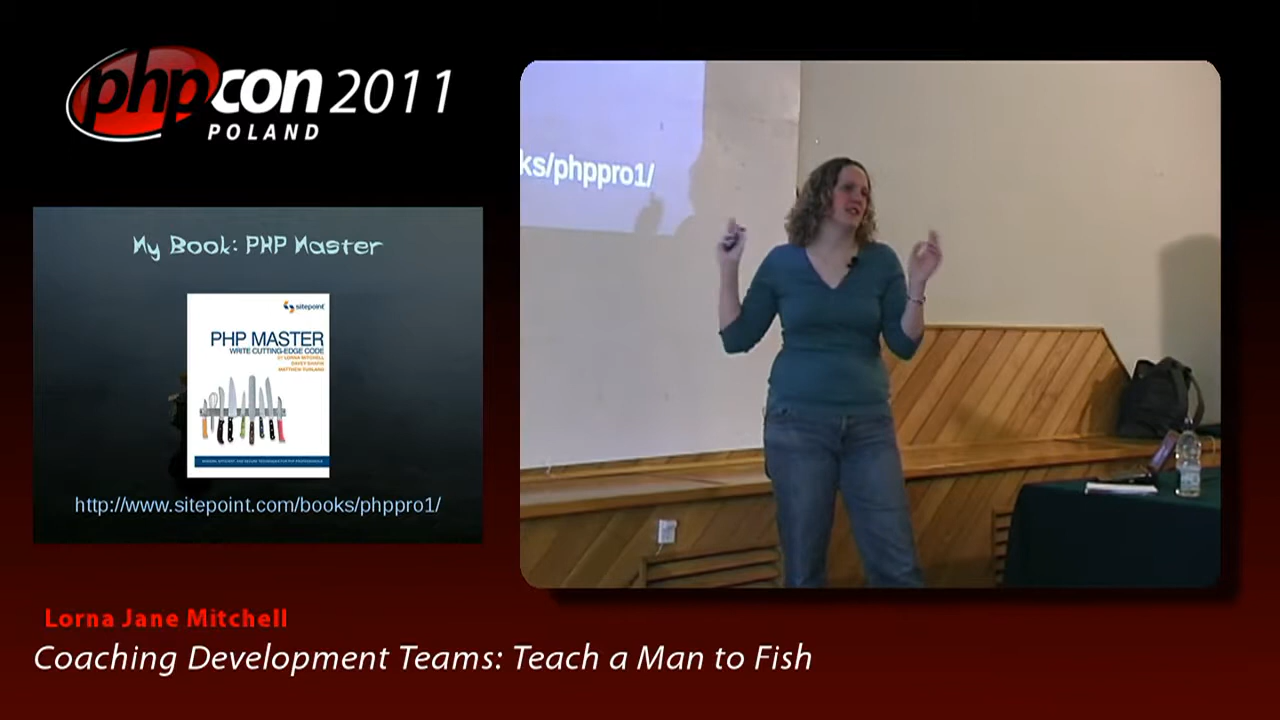 phpcon 2011
POLAND
My Book: PHP Master
sitepoint
PHP MASTER
WRITE CUTTING-EDGE CODE
BY LORNA MITCHELL
DAVEY SHAFIK
MATTHEW TURLAND
http://www.sitepoint.com/books/phppro1/
ks/phppro1/
Lorna Jane Mitchell
Coaching Development Teams: Teach a Man to Fish